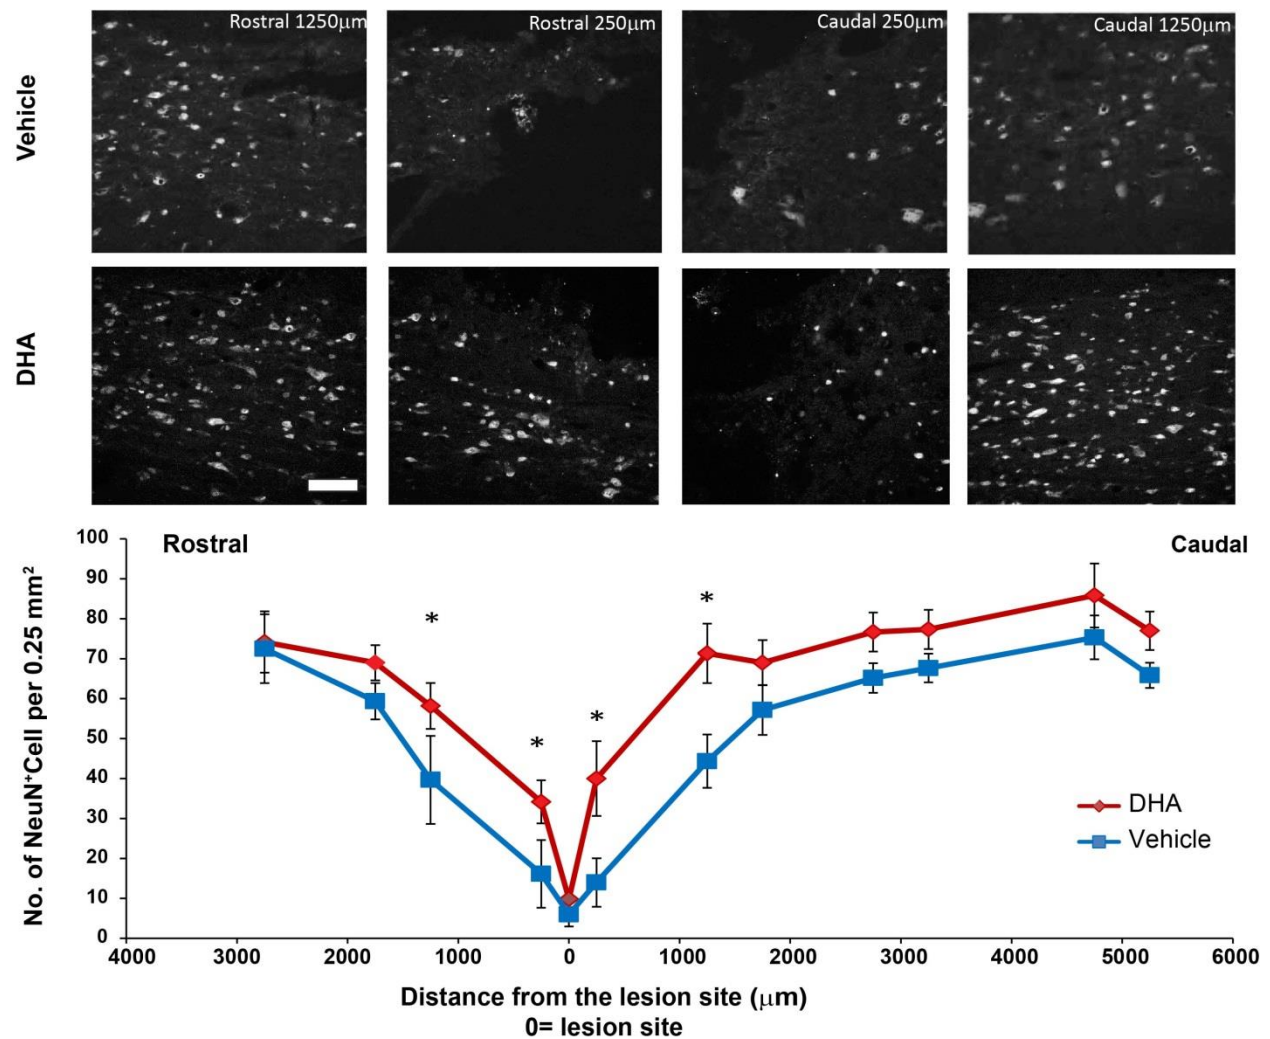 Rostral 1250μm
Rostral 250μm
Caudal 250μm
Caudal 1250μm
Vehicle
DHA
No. of NeuN⁺Cell per 0.25 mm²
100
90
80
70
60
50
40
30
20
10
0
Rostral
Caudal
*
*
*
*
DHA
Vehicle
4000 3000 2000 1000 0 1000 2000 3000 4000 5000 6000
Distance from the lesion site (μm)
0= lesion site